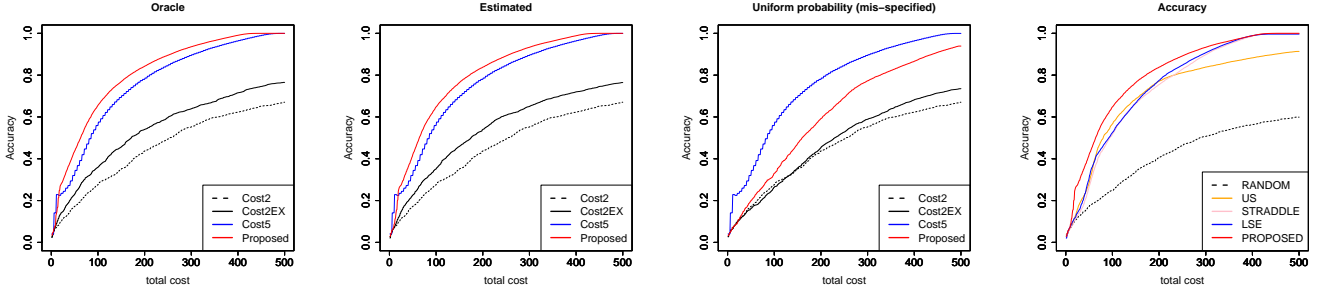 Oracle
Accuracy
0.0 0.2 0.4 0.6 0.8 1.0
0 100 200 300 400 500
total cost
Cost2
Cost2EX
Cost5
Proposed
Estimated
Accuracy
0.0 0.2 0.4 0.6 0.8 1.0
0 100 200 300 400 500
total cost
Cost2
Cost2EX
Cost5
Proposed
Uniform probability (mis−specified)
Accuracy
0.0 0.2 0.4 0.6 0.8 1.0
0 100 200 300 400 500
total cost
Cost2
Cost2EX
Cost5
Proposed
Accuracy
Accuracy
0.0 0.2 0.4 0.6 0.8 1.0
0 100 200 300 400 500
total cost
RANDOM
US
STRADDLE
LSE
PROPOSED